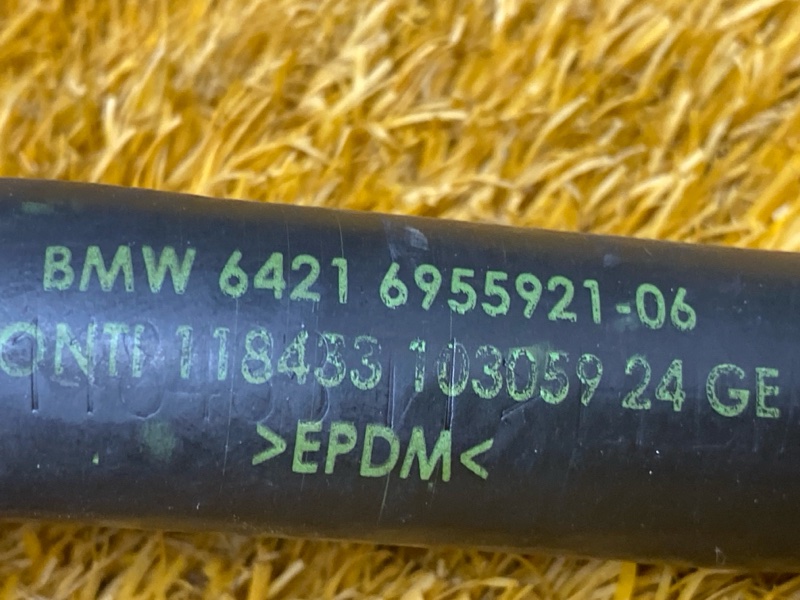 BMW 6421 6955921-06
ONTI 118433 103059 24 GE
>EPDM<